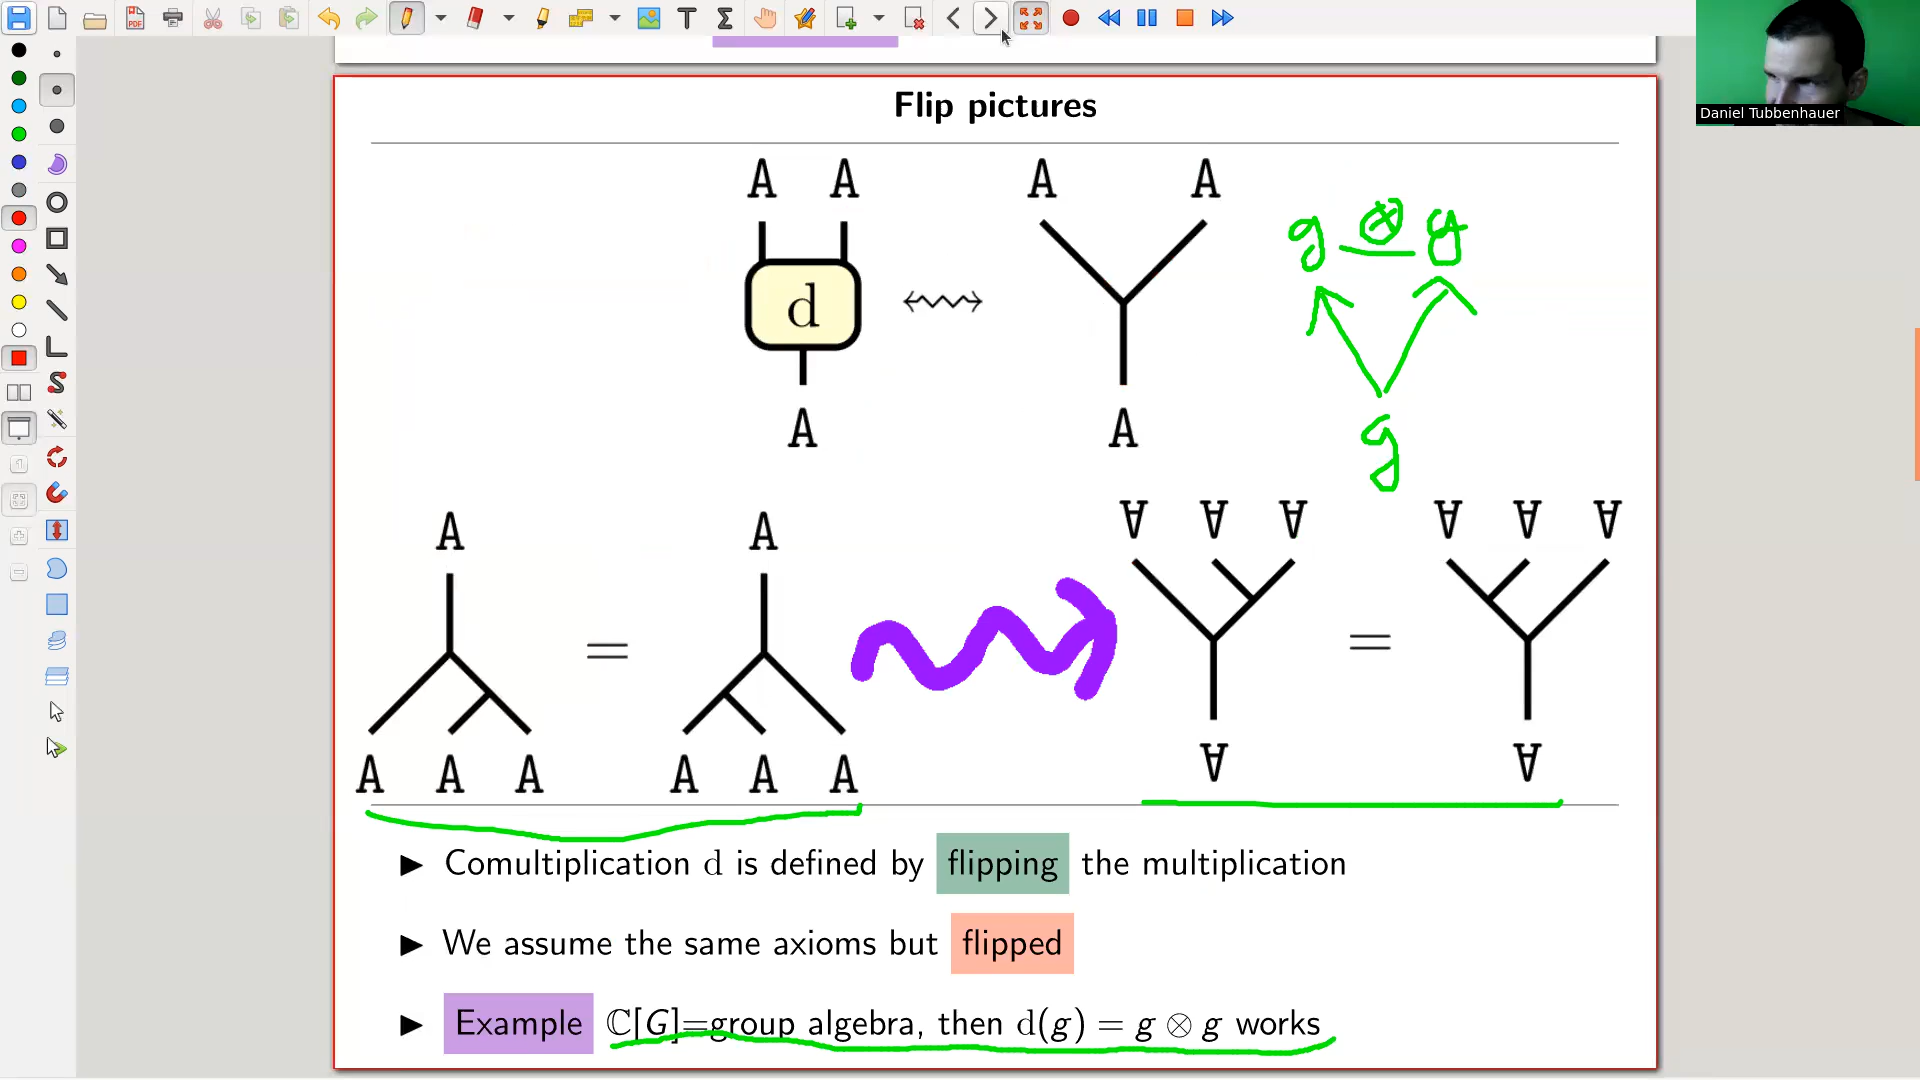 Daniel Tubbenhauer
Flip pictures
A A A A
g ⊗ g
d
A A
g
A A ∀ ∀ ∀ ∀ ∀ ∀
= =
A A A A A A ∀ ∀
▶ Comultiplication d is defined by flipping the multiplication
▶ We assume the same axioms but flipped
▶ Example ℂ[G]=group algebra, then d(g) = g ⊗ g works